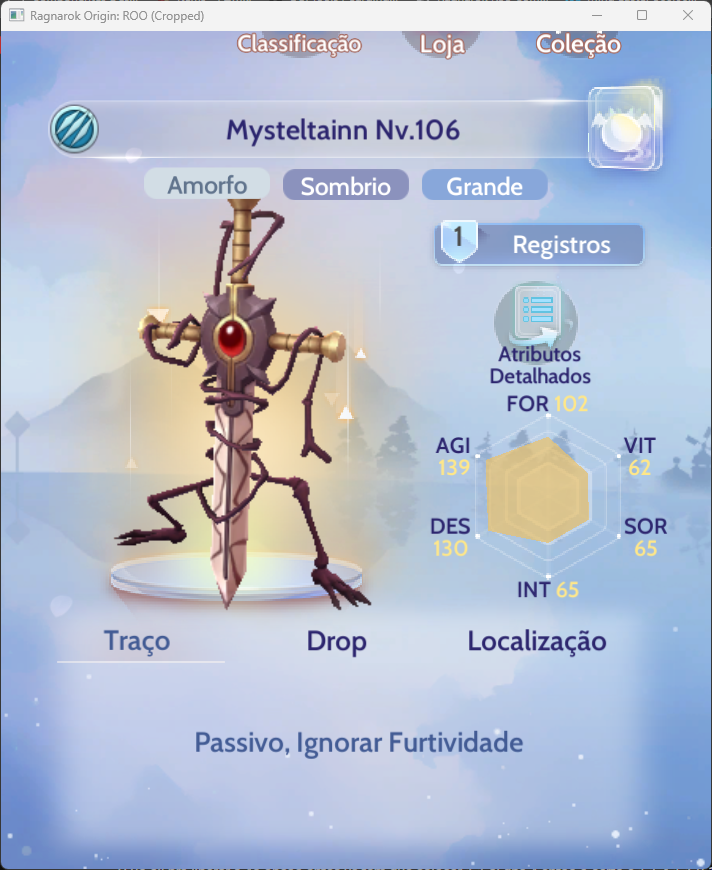 Ragnarok Origin: ROO (Cropped)
Classificação
Loja
Coleção
Mysteltainn Nv.106
Amorfo
Sombrio
Grande
1
Registros
Atributos
Detalhados
FOR 102
AGI
139
VIT
62
DES
130
SOR
65
INT 65
Traço
Drop
Localização
Passivo, Ignorar Furtividade